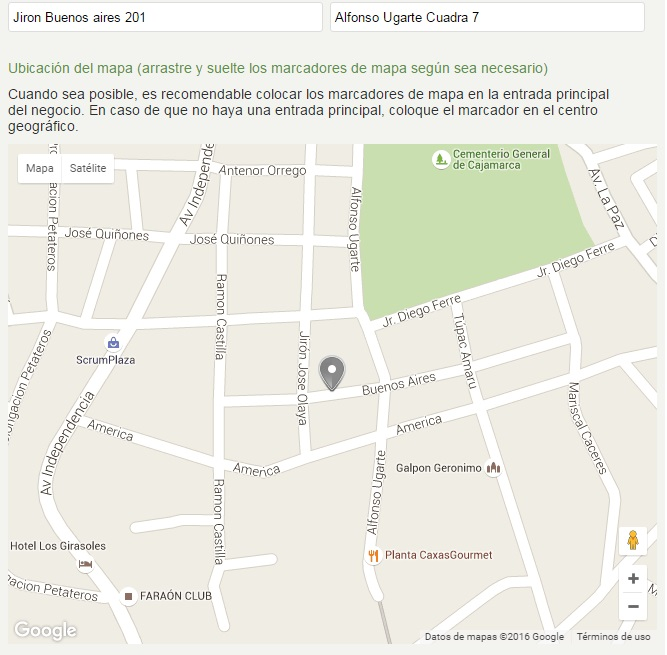 Jiron Buenos aires 201
Alfonso Ugarte Cuadra 7
Ubicación del mapa (arrastre y suelte los marcadores de mapa según sea necesario)
Cuando sea posible, es recomendable colocar los marcadores de mapa en la entrada principal
del negocio. En caso de que no haya una entrada principal, coloque el marcador en el centro
geográfico.
Mapa
Satélite
Av Independe
Antenor Orrego
Cementerio General
de Cajamarca
Av. La Paz
gacion Petateros
Alfonso Ugarte
José Quiñones
José Quiñones
Jr. Diego Ferre
Ramon Castilla
Jr. Diego Ferre
Jirón Jose Olaya
Túpac Amaru
ScrumPlaza
olongacion Petateros
Buenos Aires
Mariscal Caceres
Av Independencia
America
America
America
Galpon Geronimo
Ramon Castilla
Alfonso Ugarte
Hotel Los Girasoles
Planta CaxasGourmet
gacion Petateros
FARAÓN CLUB
Google
Datos de mapas ©2016 Google
Términos de uso